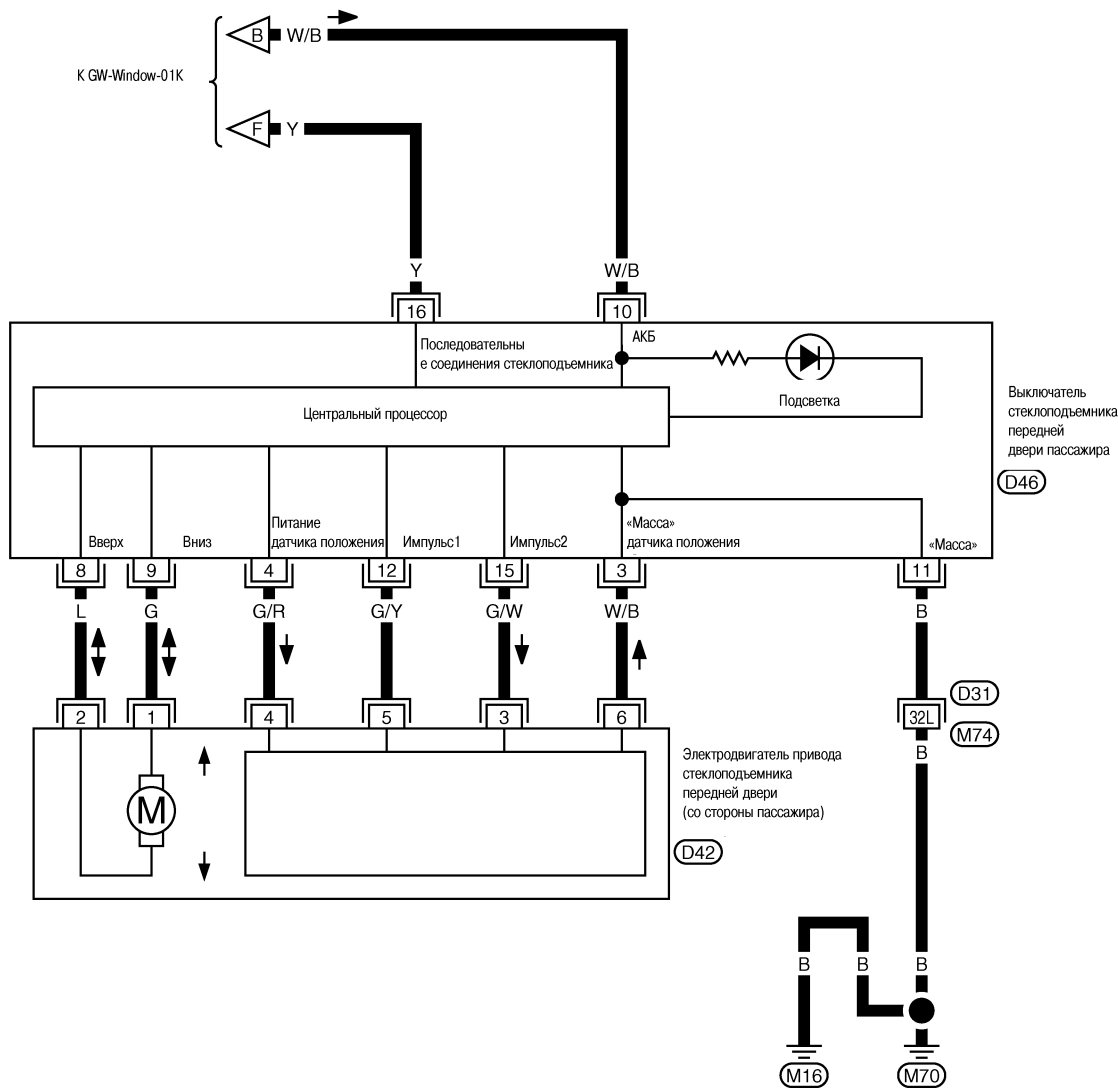 B W/B
К GW-Window-01K
F Y
Y W/B
16 10
АКБ
Последовательны
е соединения стеклоподъемника
Подсветка
Центральный процессор
Выключатель
стеклоподъемника
передней
двери пассажира
D46
Вверх
Вниз
Питание
датчика положения
Импульс1
Импульс2
«Масса»
датчика положения
«Масса»
8 9 4 12 15 3 11
L G G/R G/Y G/W W/B B
D31
2 1 4 5 3 6 32L
M74
B
Электродвигатель привода
стеклоподъемника
передней двери
(со стороны пассажира)
M
D42
B B B
M16 M70